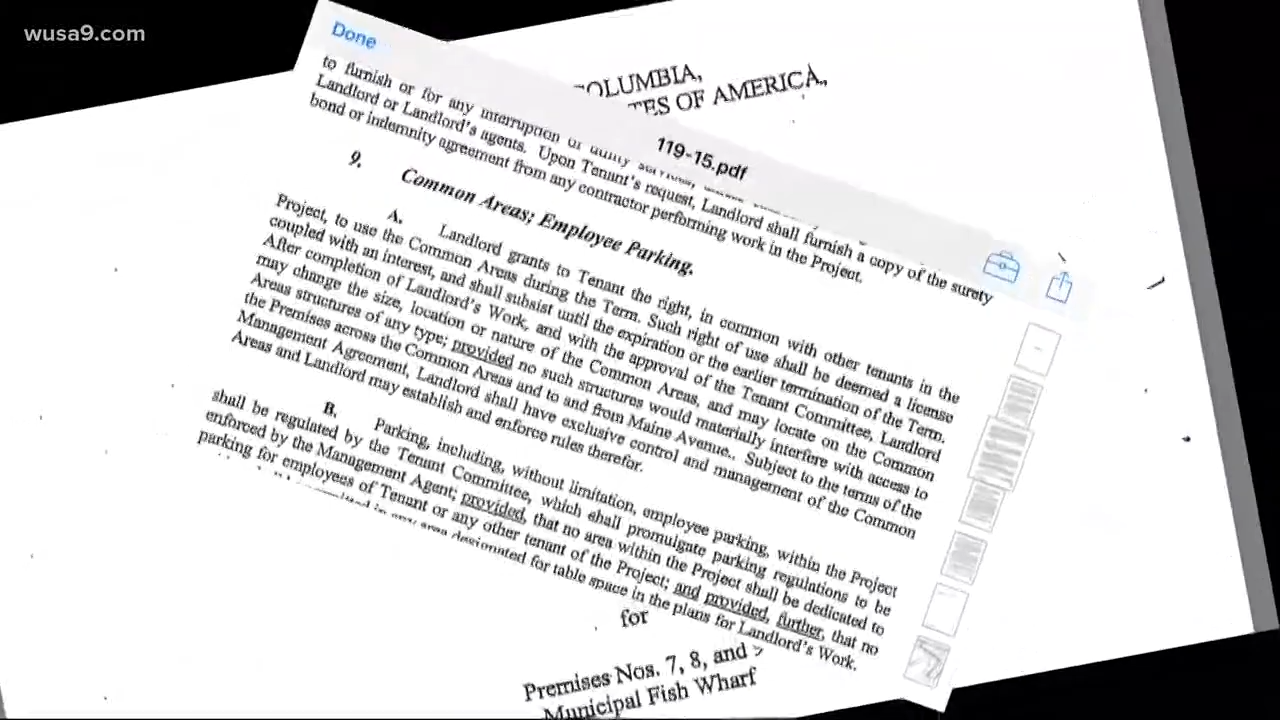 wusa9.com
Done
119-15.pdf
COLUMBIA,
OF AMERICA,
to furnish or for any interruption or
Landlord or Landlord's agents. Upon Tenant's request, Landlord shall furnish a copy of the surety
bond or indemnity agreement from any contractor performing work in the Project.
9. Common Areas; Employee Parking.
A. Landlord grants to Tenant the right, in common with other tenants in the
Project, to use the Common Areas during the Term. Such right of use shall be deemed a license
coupled with an interest, and shall subsist until the expiration or the earlier termination of the Term.
After completion of Landlord's Work, and with the approval of the Tenant Committee, Landlord
may change the size, location or nature of the Common Areas, and may locate on the Common
Areas structures of any type; provided no such structures would materially interfere with access to
the Premises across the Common Areas and to and from Maine Avenue.. Subject to the terms of the
Management Agreement, Landlord shall have exclusive control and management of the Common
Areas and Landlord may establish and enforce rules therefor.
B. Parking, including, without limitation, employee parking, within the Project
shall be regulated by the Tenant Committee, which shall promulgate parking regulations to be
enforced by the Management Agent; provided, that no area within the Project shall be dedicated to
parking for employees of Tenant or any other tenant of the Project; and provided, further, that no
in any area designated for table space in the plans for Landlord's Work.
for
Premises Nos. 7, 8, and
Municipal Fish Wharf